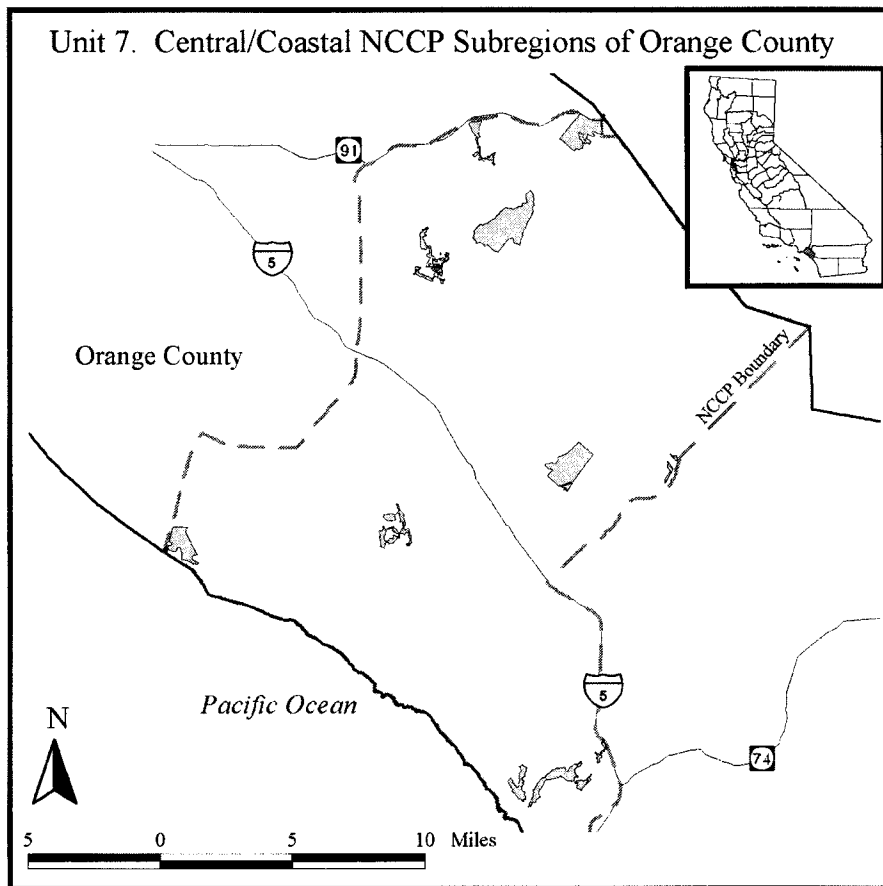 Unit 7. Central/Coastal NCCP Subregions of Orange County
91
5
Orange County
NCCP Boundary
Pacific Ocean
5
N
74
5 0 5 10 Miles